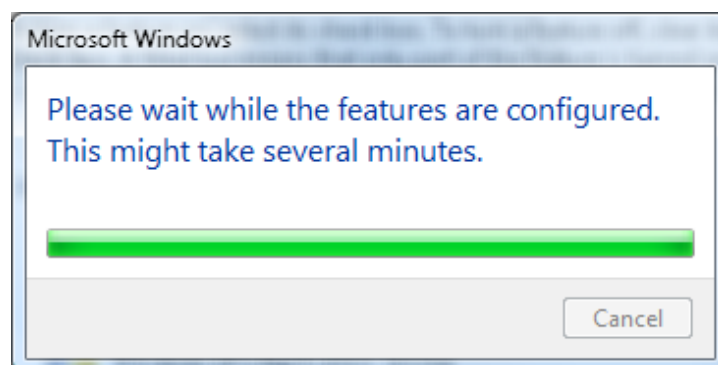 Microsoft Windows
Please wait while the features are configured.
This might take several minutes.
Cancel